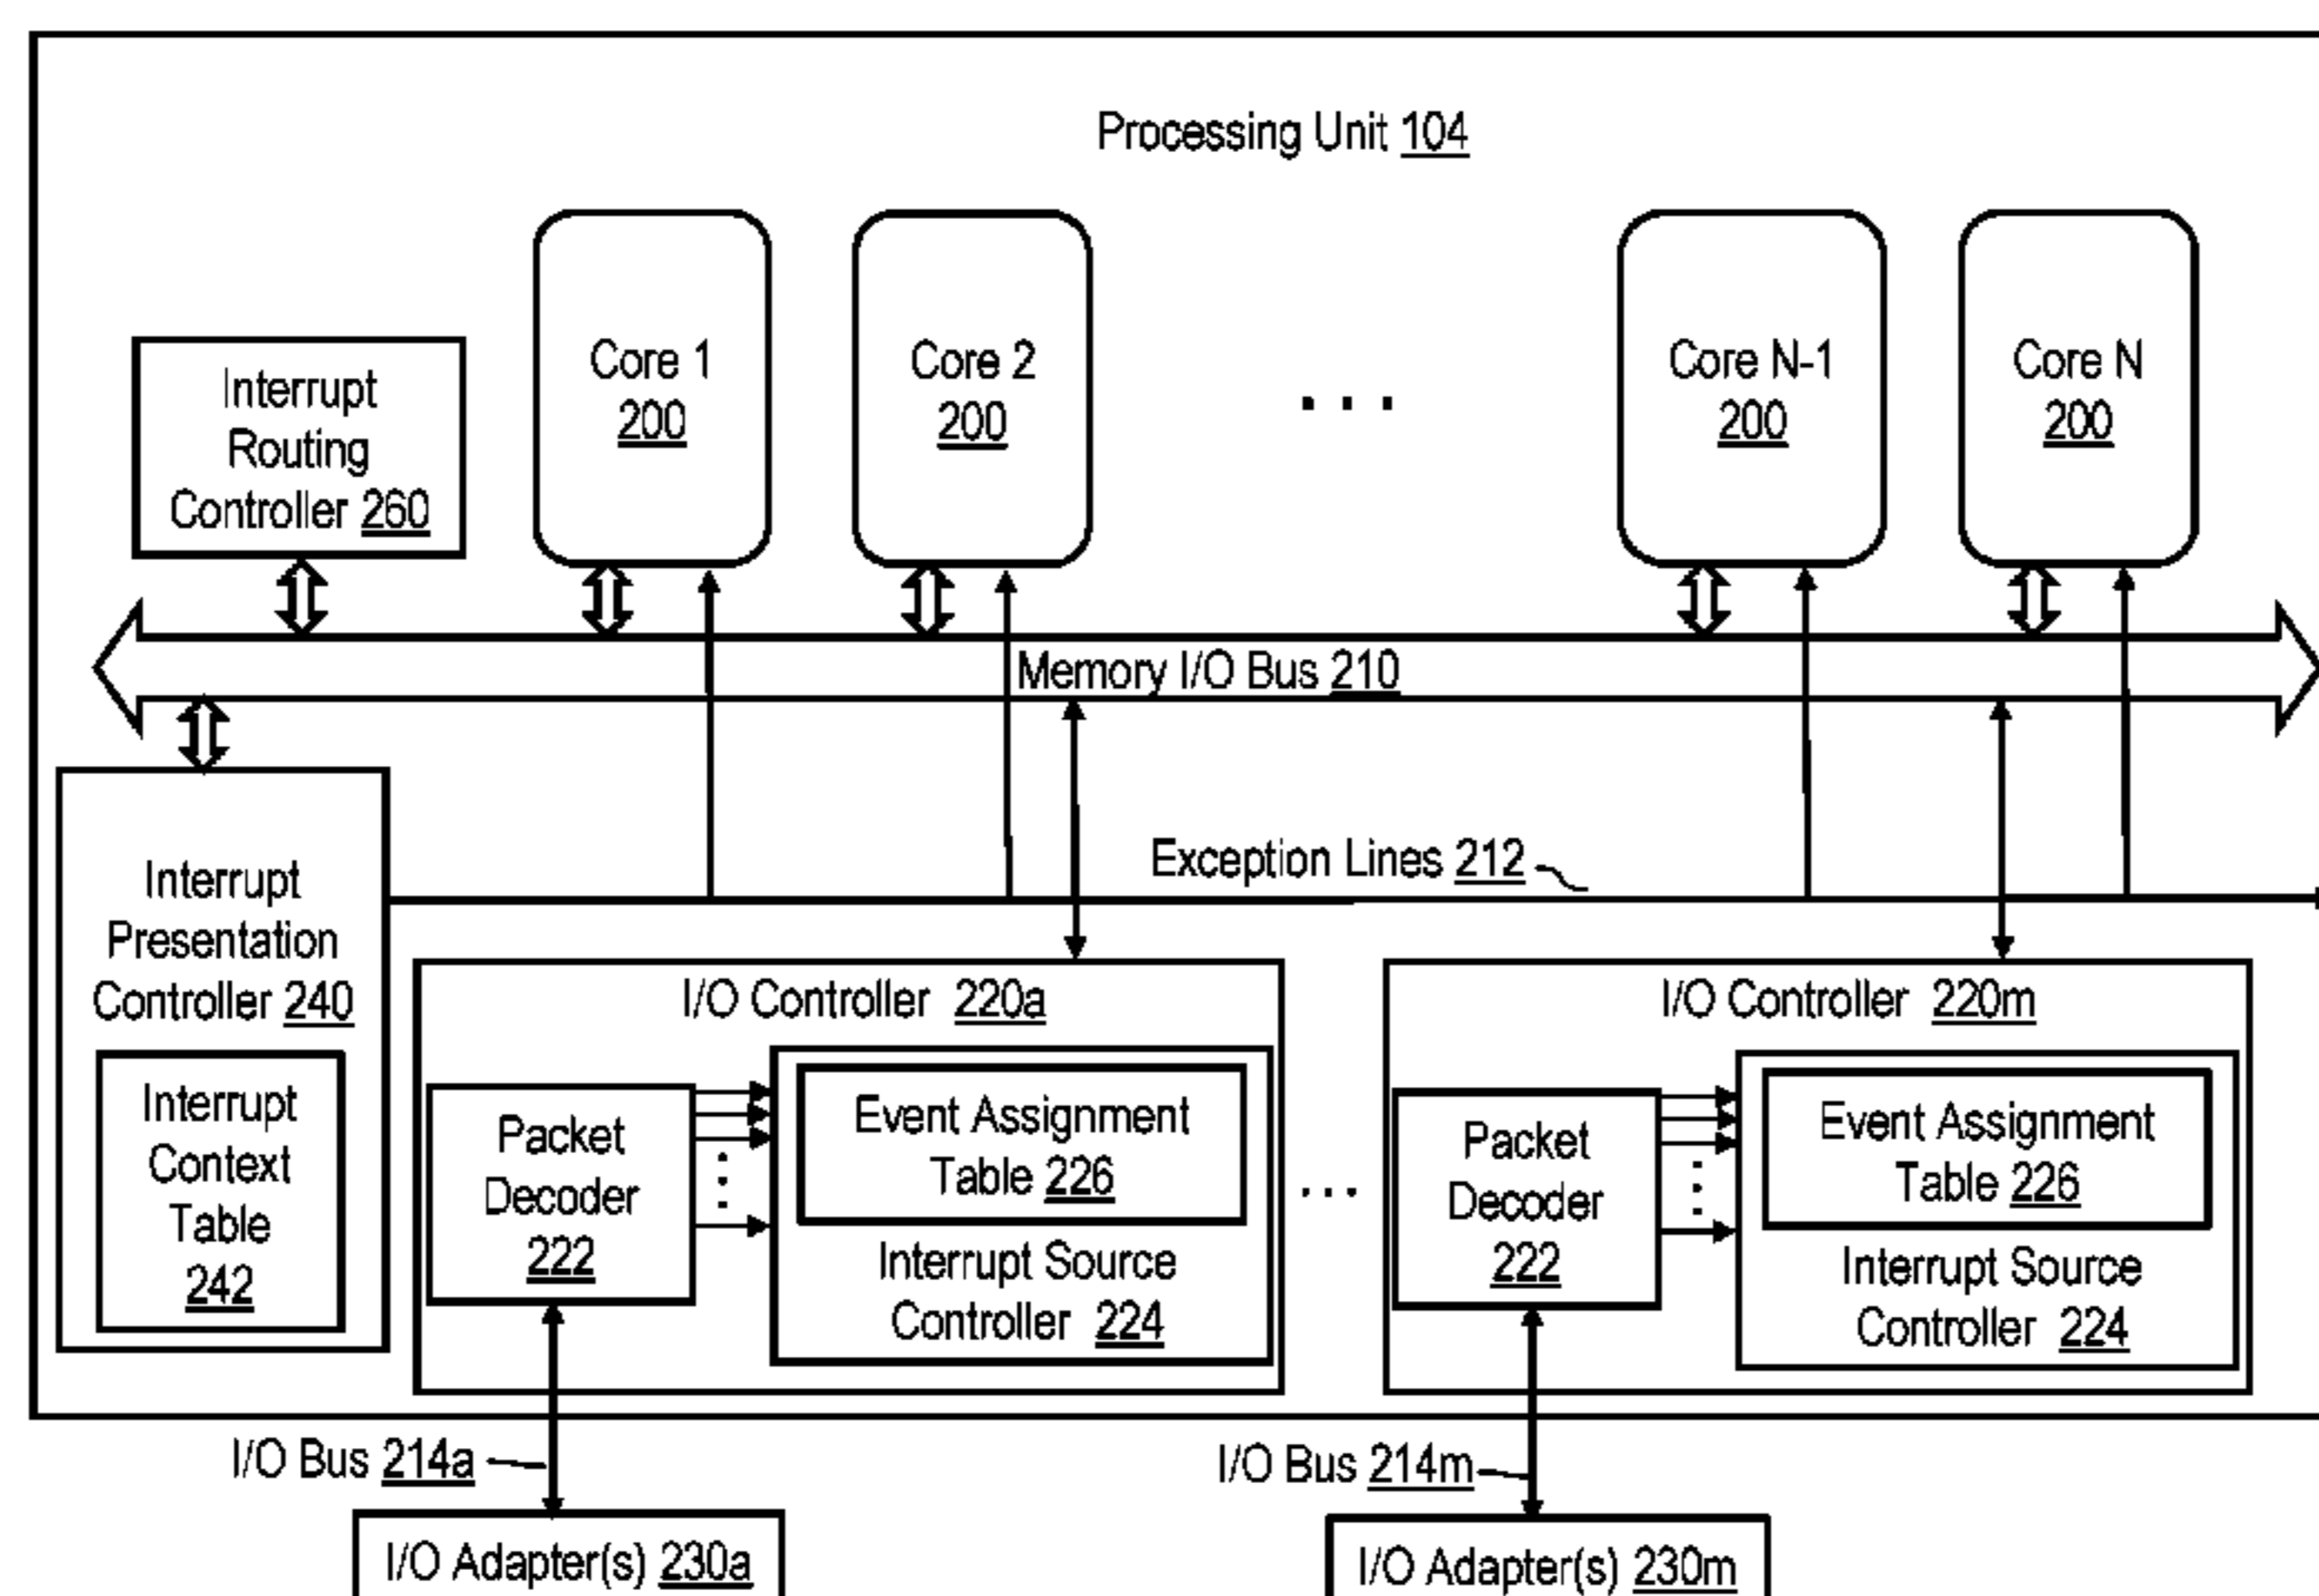 Processing Unit 104
Interrupt
Routing
Controller 260
Core 1
200
Core 2
200
. . .
Core N-1
200
Core N
200
Memory I/O Bus 210
Exception Lines 212
Interrupt
Presentation
Controller 240
Interrupt
Context
Table
242
I/O Controller 220a
Packet
Decoder
222
Event Assignment
Table 226
Interrupt Source
Controller 224
...
I/O Controller 220m
Packet
Decoder
222
Event Assignment
Table 226
Interrupt Source
Controller 224
I/O Bus 214a
I/O Bus 214m
I/O Adapter(s) 230a
I/O Adapter(s) 230m